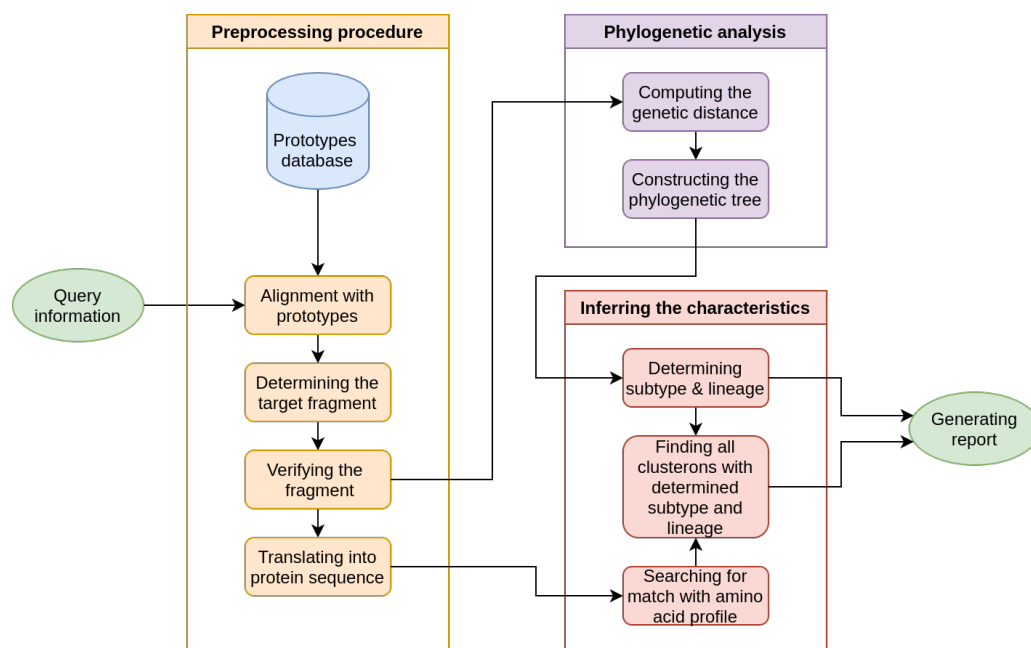 Preprocessing procedure
Prototypes
database
Query
information
Alignment with
prototypes
Determining the
target fragment
Verifying the
fragment
Translating into
protein sequence
Phylogenetic analysis
Computing the
genetic distance
Constructing the
phylogenetic tree
Inferring the characteristics
Determining
subtype & lineage
Finding all
clusterons with
determined
subtype and
lineage
Searching for
match with amino
acid profile
Generating
report